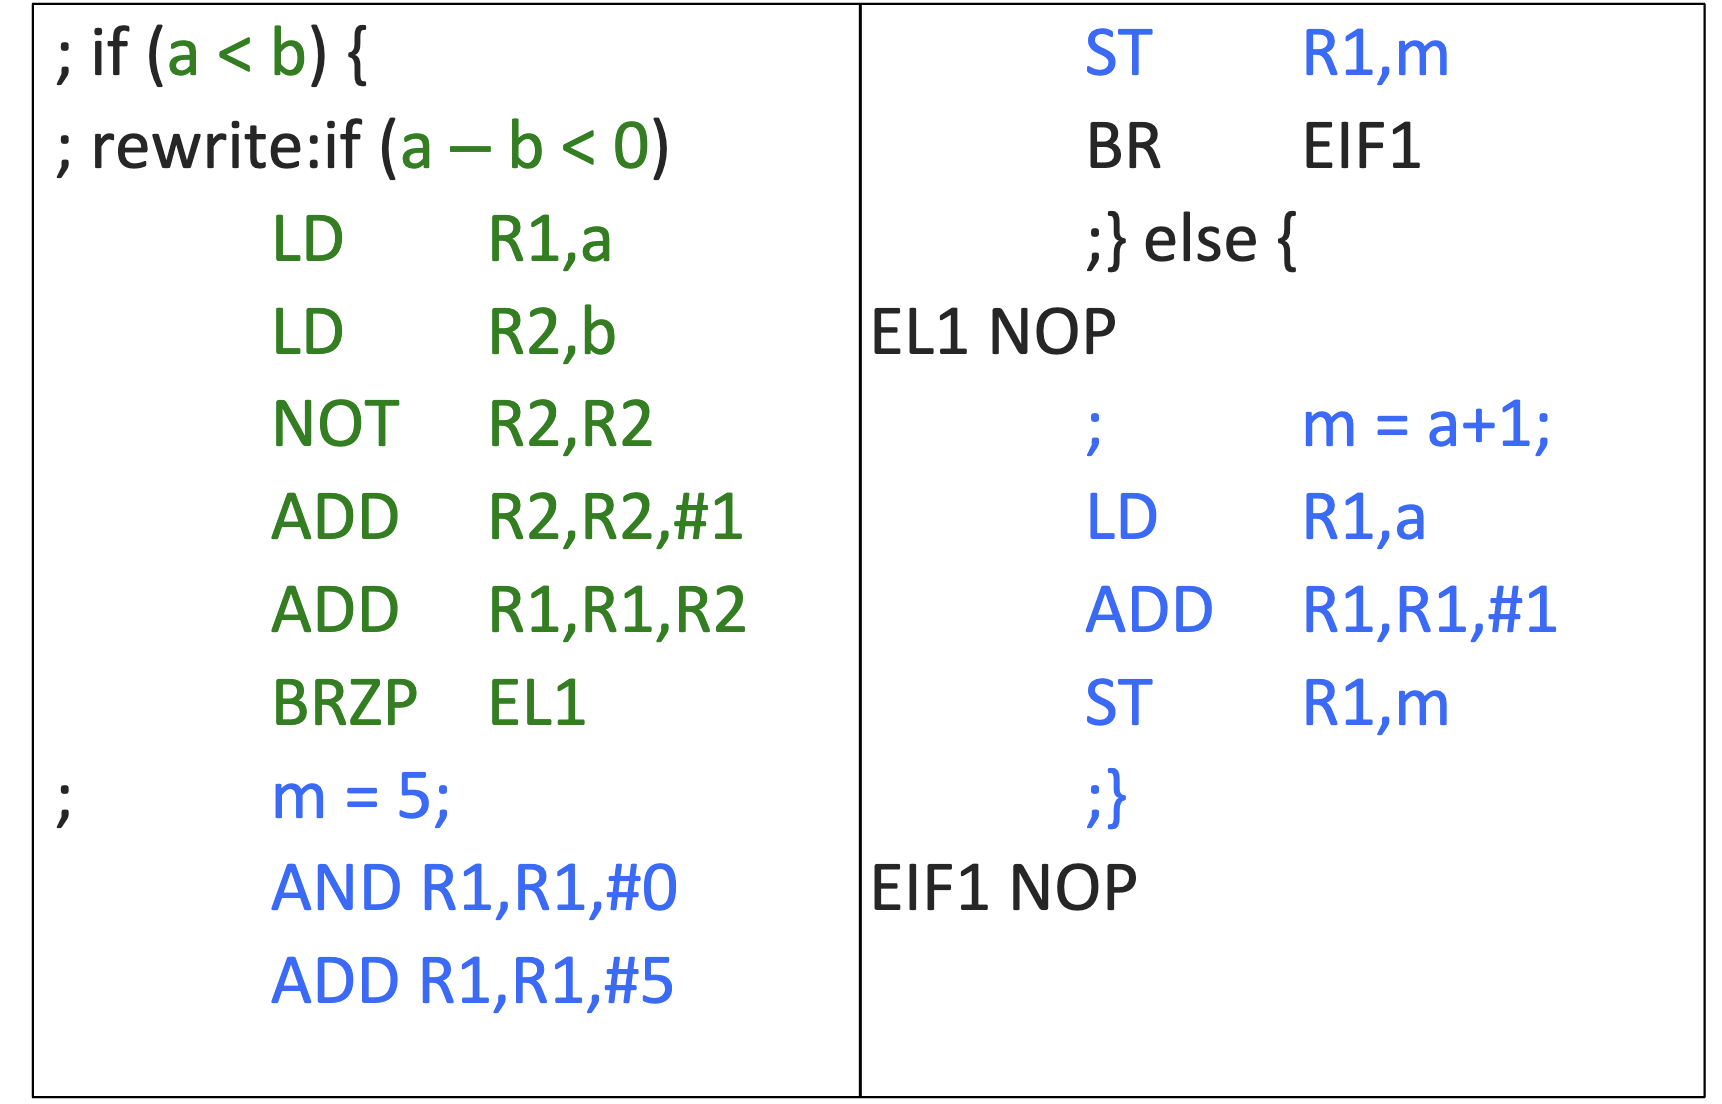 ; if (a < b) {
; rewrite:if (a – b < 0)
LD R1,a
LD R2,b
NOT R2,R2
ADD R2,R2,#1
ADD R1,R1,R2
BRZP EL1
; m = 5;
AND R1,R1,#0
ADD R1,R1,#5
ST R1,m
BR EIF1
;} else {
EL1 NOP
; m = a+1;
LD R1,a
ADD R1,R1,#1
ST R1,m
;}
EIF1 NOP